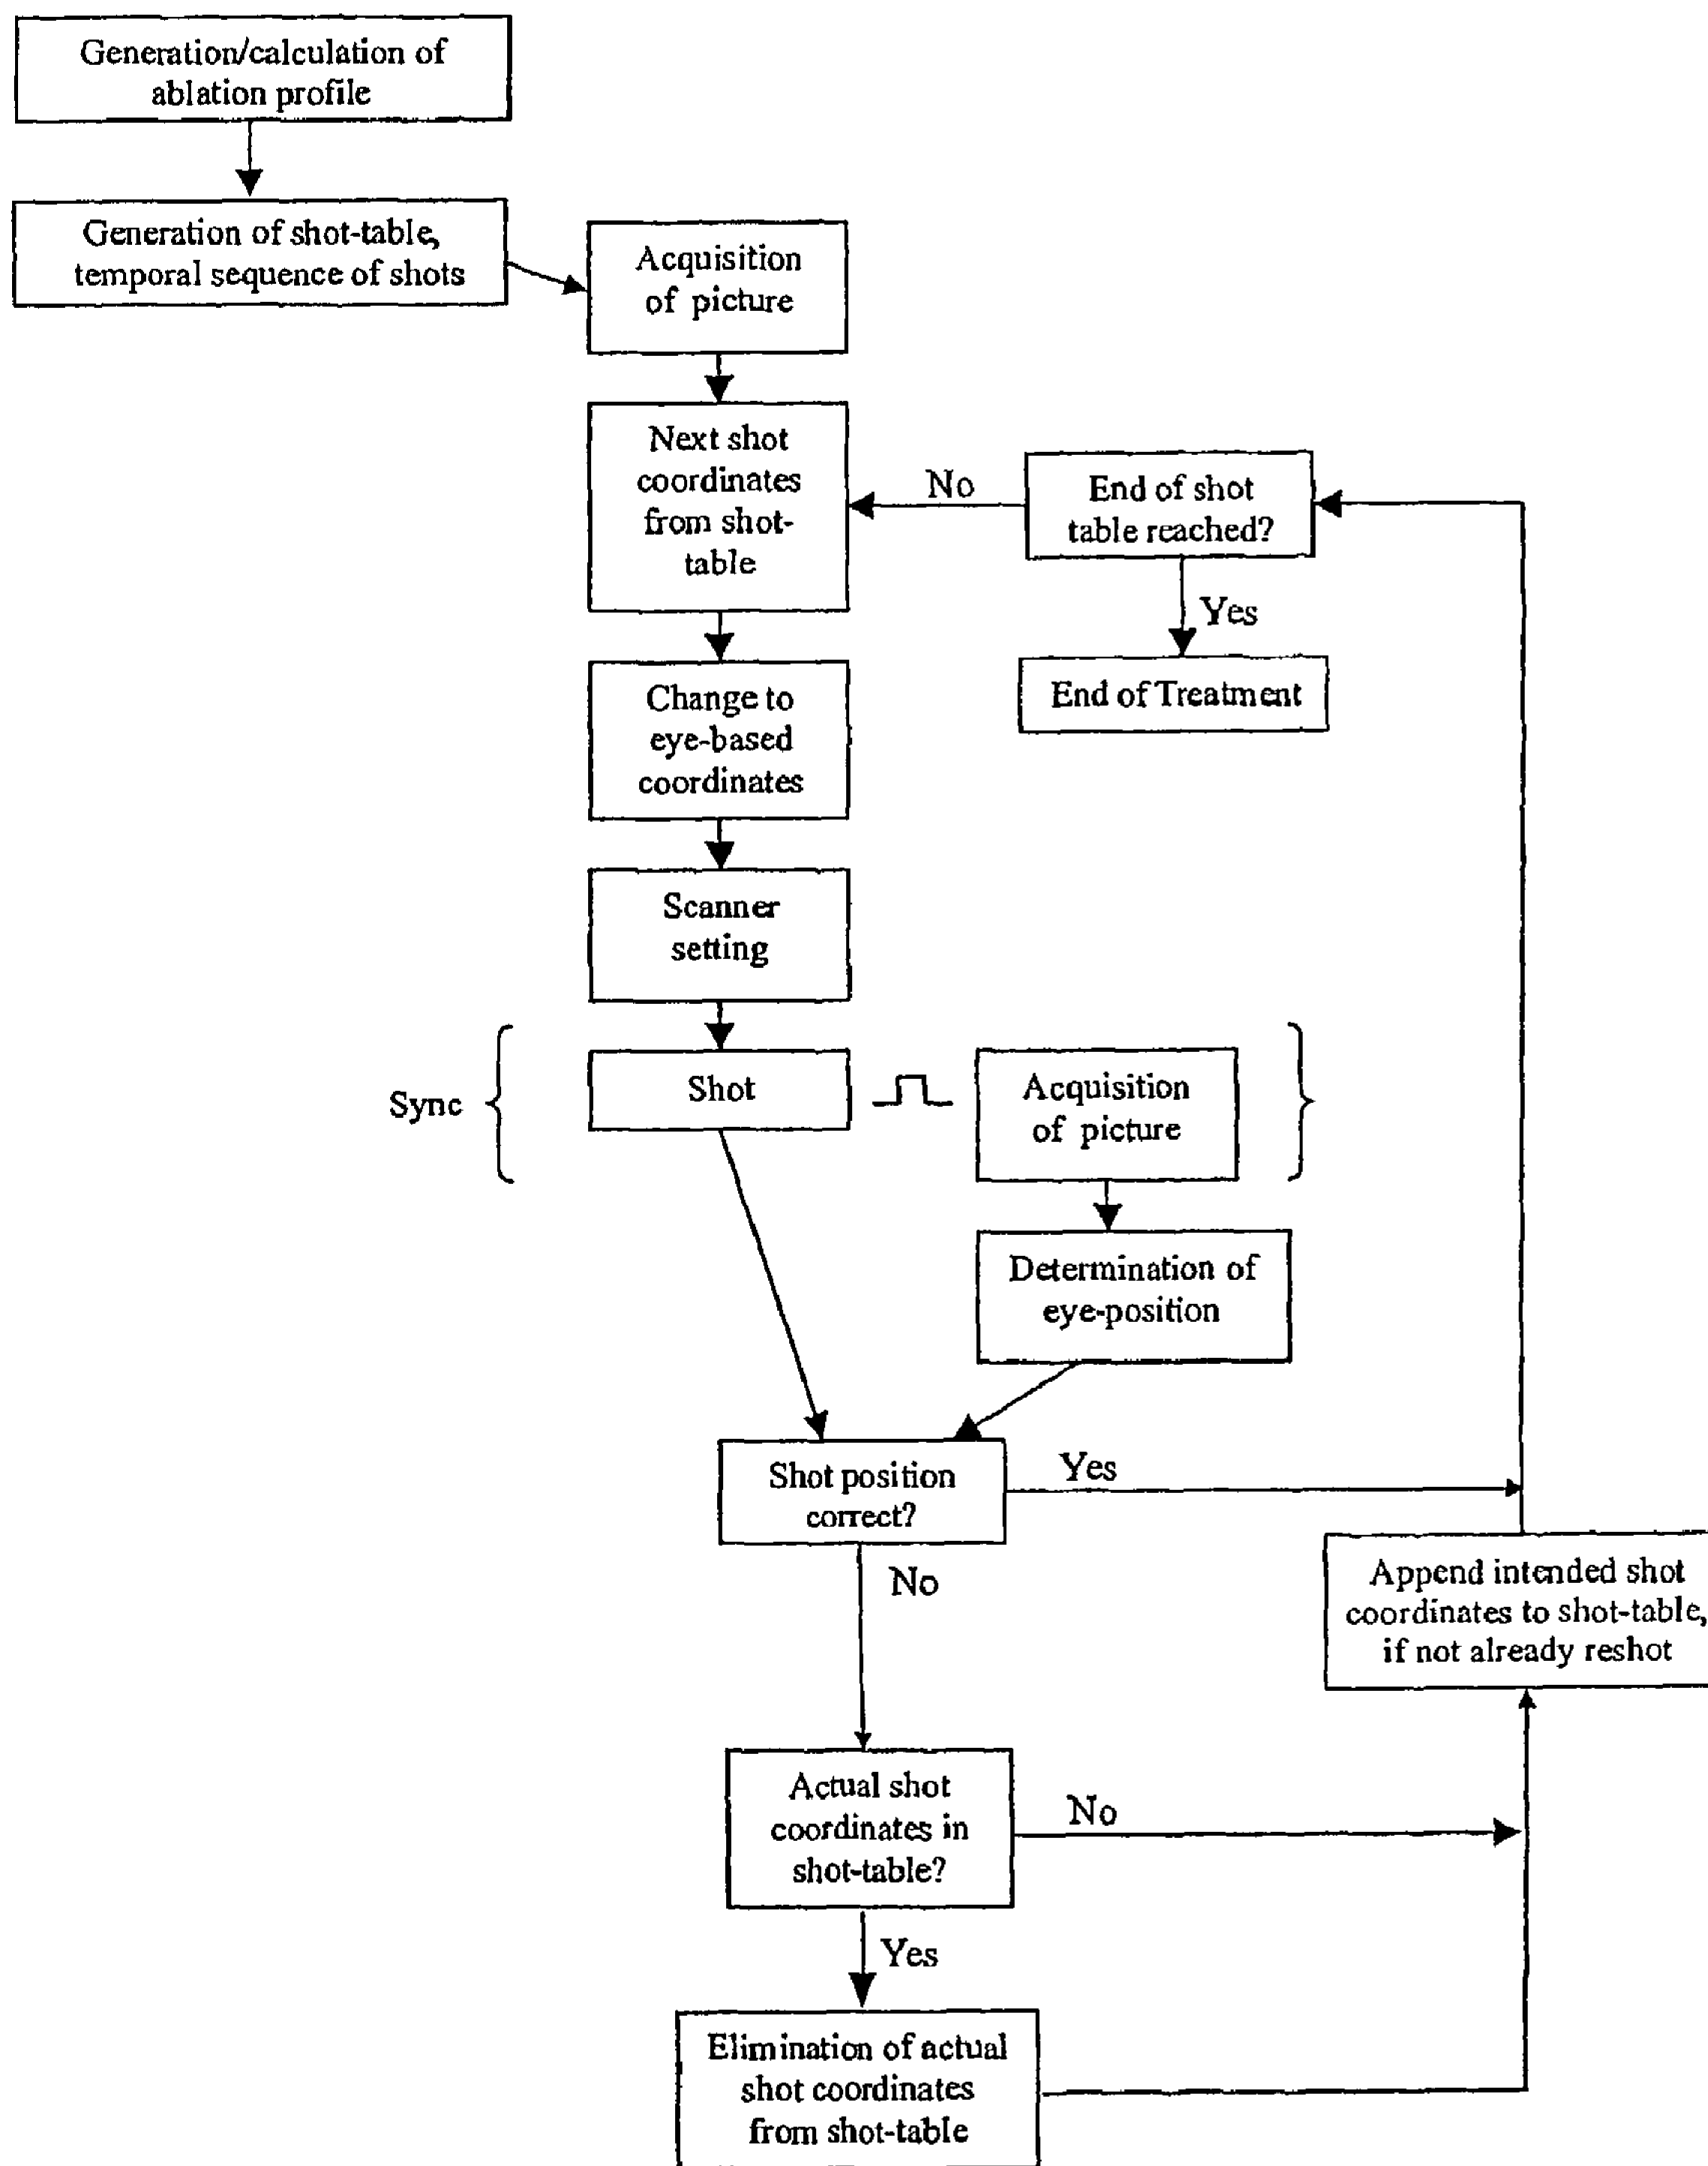 Generation/calculation of
ablation profile
Generation of shot-table,
temporal sequence of shots
Acquisition
of picture
Next shot
coordinates
from shot-
table
No
End of shot
table reached?
Yes
End of Treatment
Change to
eye-based
coordinates
Scanner
setting
Sync
Shot
Acquisition
of picture
Determination of
eye-position
Shot position
correct?
Yes
No
Append intended shot
coordinates to shot-table,
if not already reshot
Actual shot
coordinates in
shot-table?
No
Yes
Elimination of actual
shot coordinates
from shot-table